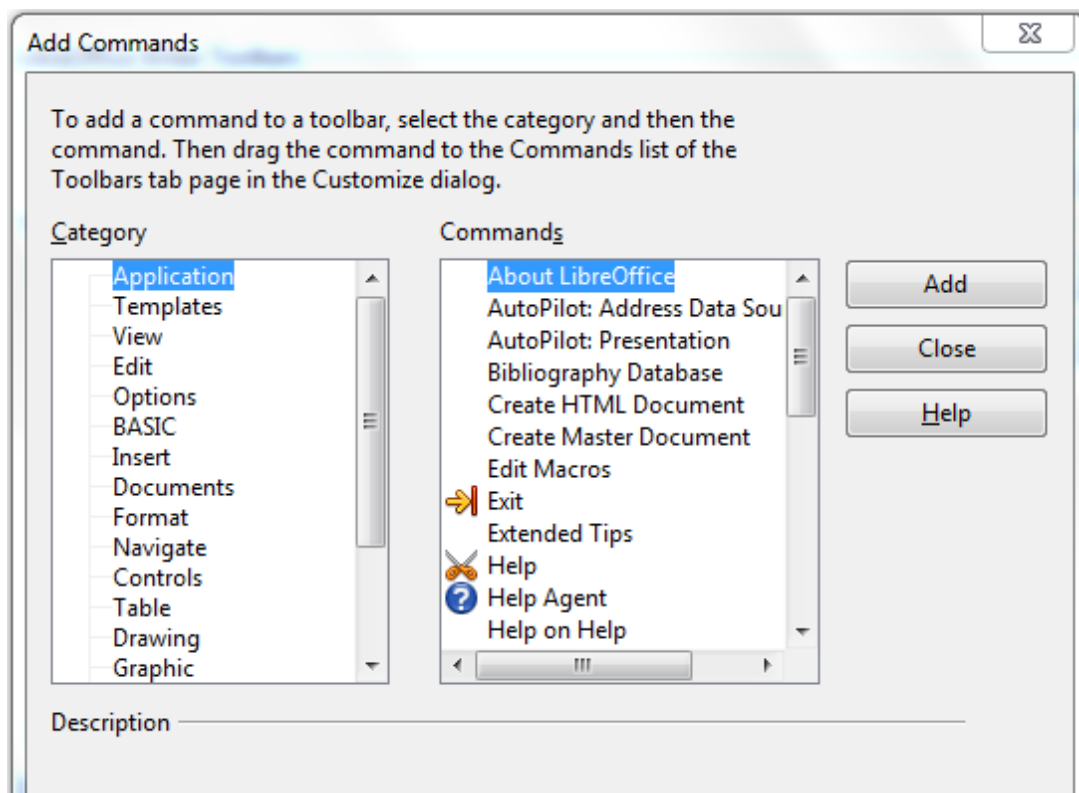 Add Commands
To add a command to a toolbar, select the category and then the
command. Then drag the command to the Commands list of the
Toolbars tab page in the Customize dialog.
Category
Application
Templates
View
Edit
Options
BASIC
Insert
Documents
Format
Navigate
Controls
Table
Drawing
Graphic
Commands
About LibreOffice
AutoPilot: Address Data Sou
AutoPilot: Presentation
Bibliography Database
Create HTML Document
Create Master Document
Edit Macros
Exit
Extended Tips
Help
Help Agent
Help on Help
Add
Close
Help
Description